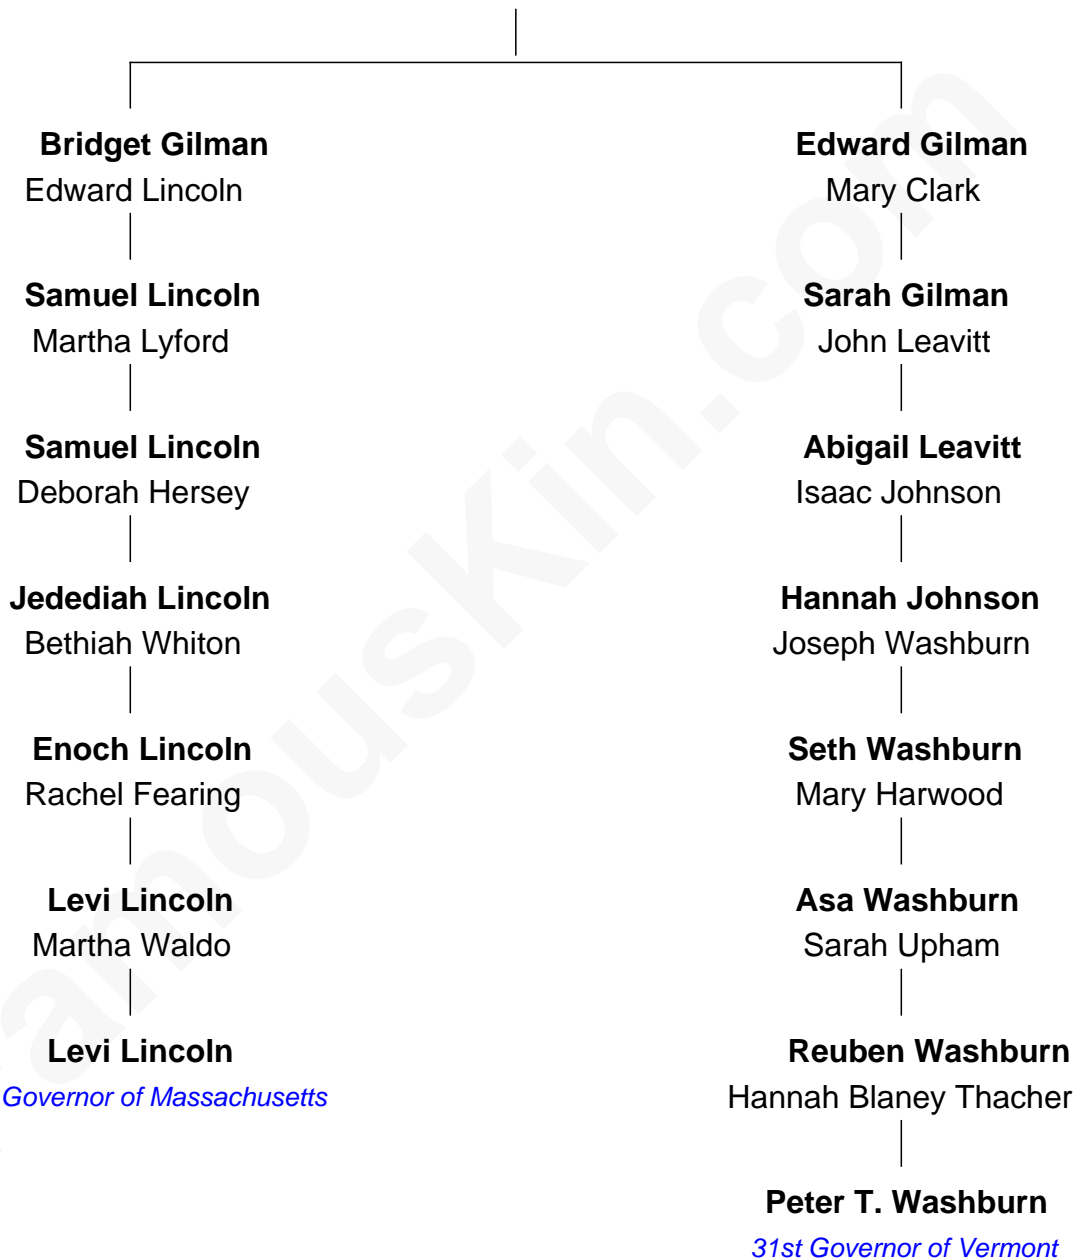 Bridget Gilman
Edward Lincoln
Samuel Lincoln
Martha Lyford
Samuel Lincoln
Deborah Hersey
Jedediah Lincoln
Bethiah Whiton
Enoch Lincoln
Rachel Fearing
Levi Lincoln
Martha Waldo
Levi Lincoln
Governor of Massachusetts
Edward Gilman
Mary Clark
Sarah Gilman
John Leavitt
Abigail Leavitt
Isaac Johnson
Hannah Johnson
Joseph Washburn
Seth Washburn
Mary Harwood
Asa Washburn
Sarah Upham
Reuben Washburn
Hannah Blaney Thacher
Peter T. Washburn
31st Governor of Vermont
amousKin.com